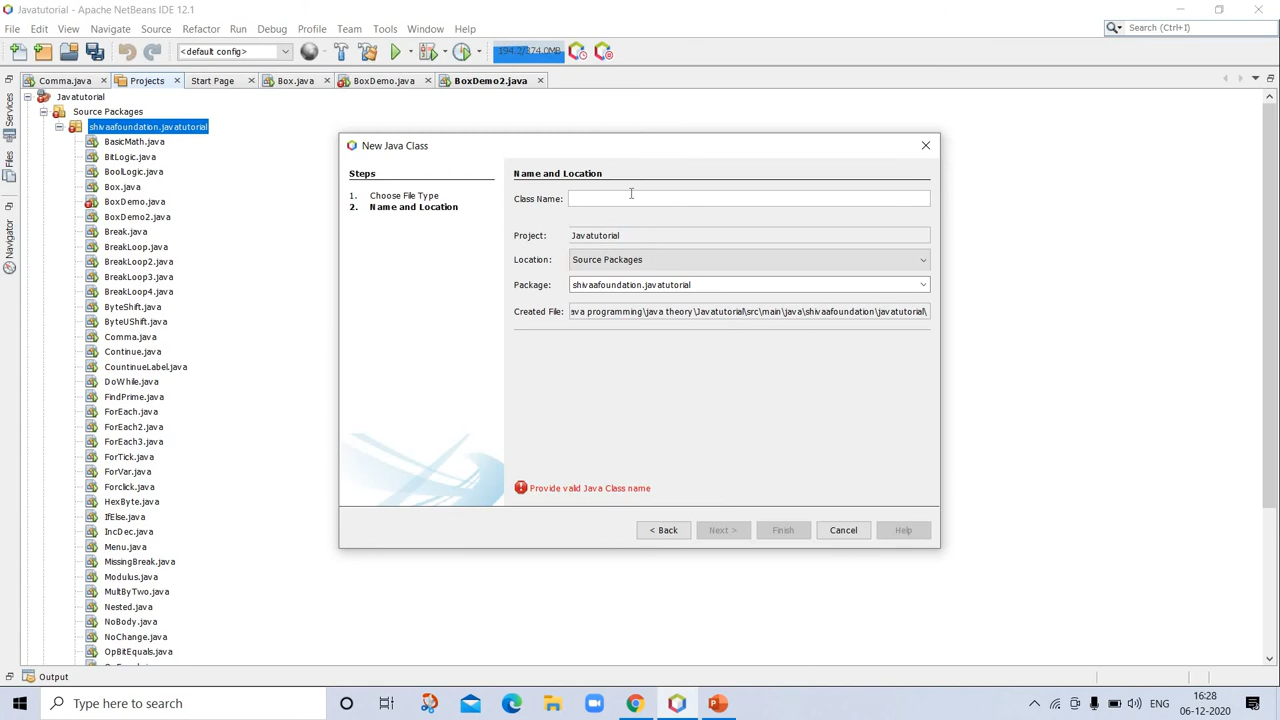 Javatutorial - Apache NetBeans IDE 12.1
File Edit View Navigate Source Refactor Run Debug Profile Team Tools Window Help
Search (Ctrl+I)
<default config>
194.2/374.0MB
Comma.java
Projects
Start Page
Box.java
BoxDemo.java
BoxDemo2.java
Services
Files
Navigator
Javatutorial
Source Packages
shivaafoundation.javatutorial
BasicMath.java
BitLogic.java
BoolLogic.java
Box.java
BoxDemo.java
BoxDemo2.java
Break.java
BreakLoop.java
BreakLoop2.java
BreakLoop3.java
BreakLoop4.java
ByteShift.java
ByteUShift.java
Comma.java
Continue.java
CountinueLabel.java
DoWhile.java
FindPrime.java
ForEach.java
ForEach2.java
ForEach3.java
ForTick.java
ForVar.java
Forclick.java
HexByte.java
IfElse.java
IncDec.java
Menu.java
MissingBreak.java
Modulus.java
MultByTwo.java
Nested.java
NoBody.java
NoChange.java
OpBitEquals.java
New Java Class
Steps
1. Choose File Type
2. Name and Location
Name and Location
Class Name:
Project: Javatutorial
Location: Source Packages
Package: shivaafoundation.javatutorial
Created File: ava programming\java theory\Javatutorial\src\main\java\shivaafoundation\javatutorial\
Provide valid Java Class name
< Back
Next >
Finish
Cancel
Help
Output
Type here to search
ENG
16:28
06-12-2020